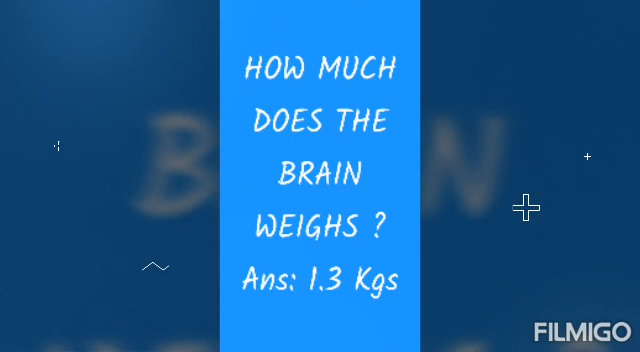 HOW MUCH
DOES THE
BRAIN
WEIGHS ?
Ans: 1.3 Kgs
FILMIGO